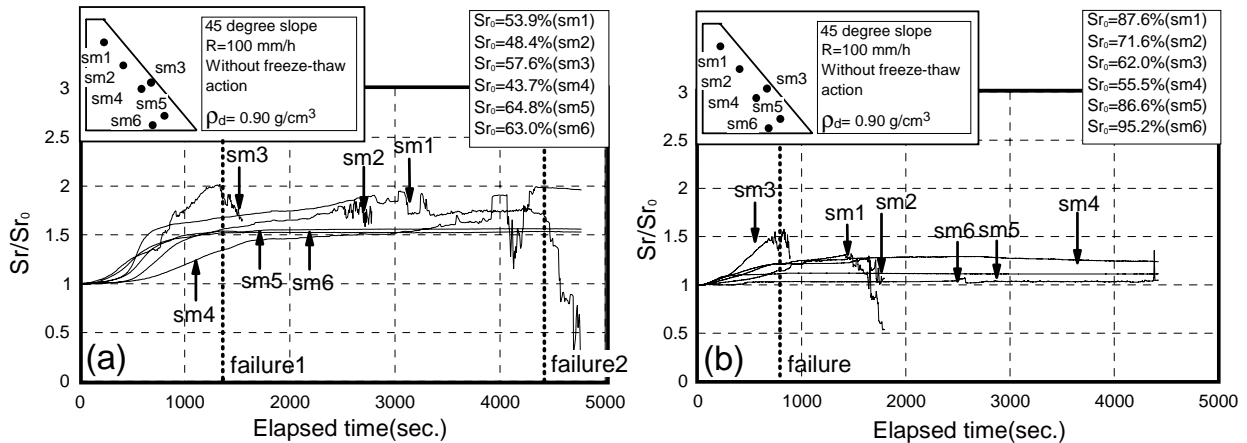 sm1
sm2
sm3
sm4
sm5
sm6
45 degree slope
R=100 mm/h
Without freeze-thaw
action
ρd= 0.90 g/cm³
Sr₀=53.9%(sm1)
Sr₀=48.4%(sm2)
Sr₀=57.6%(sm3)
Sr₀=43.7%(sm4)
Sr₀=64.8%(sm5)
Sr₀=63.0%(sm6)
3
2.5
2
1.5
1
0.5
0
Sr/Sr₀
sm3
sm2
sm1
sm4
sm5
sm6
(a)
failure1
failure2
0
1000
2000
3000
4000
5000
Elapsed time(sec.)
sm1
sm2
sm3
sm4
sm5
sm6
45 degree slope
R=100 mm/h
Without freeze-thaw
action
ρd= 0.90 g/cm³
Sr₀=87.6%(sm1)
Sr₀=71.6%(sm2)
Sr₀=62.0%(sm3)
Sr₀=55.5%(sm4)
Sr₀=86.6%(sm5)
Sr₀=95.2%(sm6)
3
2.5
2
1.5
1
0.5
0
Sr/Sr₀
sm3
sm1
sm2
sm6
sm5
sm4
(b)
failure
0
1000
2000
3000
4000
5000
Elapsed time(sec.)